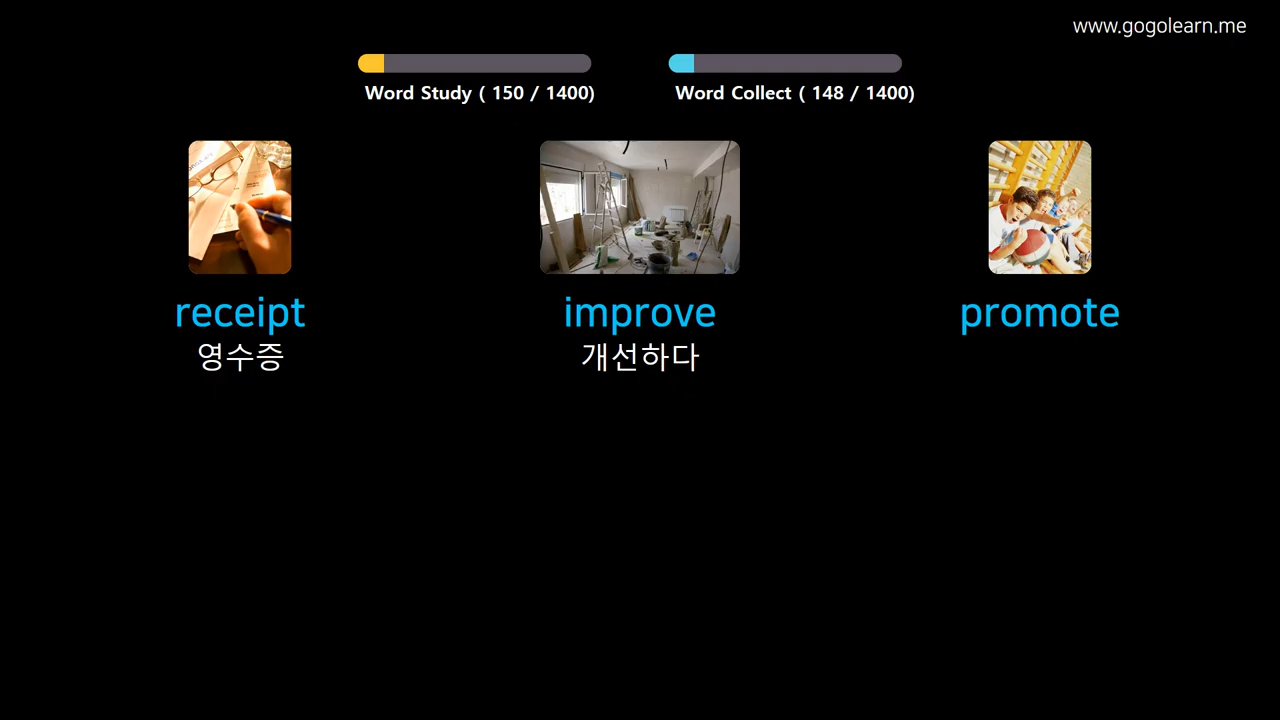 www.gogolearn.me
Word Study ( 150 / 1400)
Word Collect ( 148 / 1400)
receipt
영수증
improve
개선하다
promote